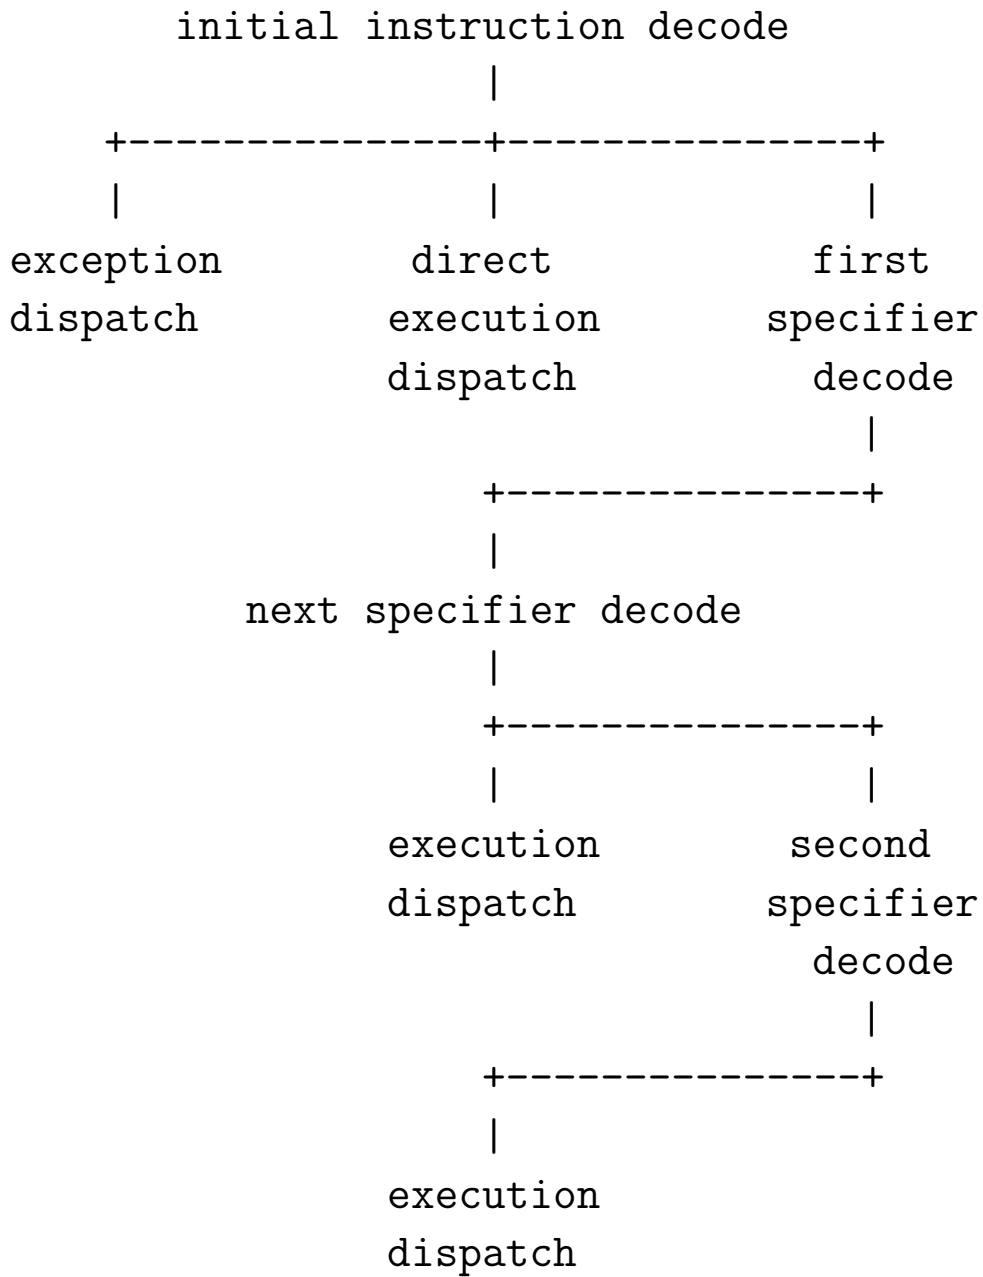 initial instruction decode
|
+---------------+---------------+
| | |
exception direct first
dispatch execution specifier
dispatch decode
|
+---------------+
|
next specifier decode
|
+---------------+
| |
execution second
dispatch specifier
decode
|
+---------------+
|
execution
dispatch